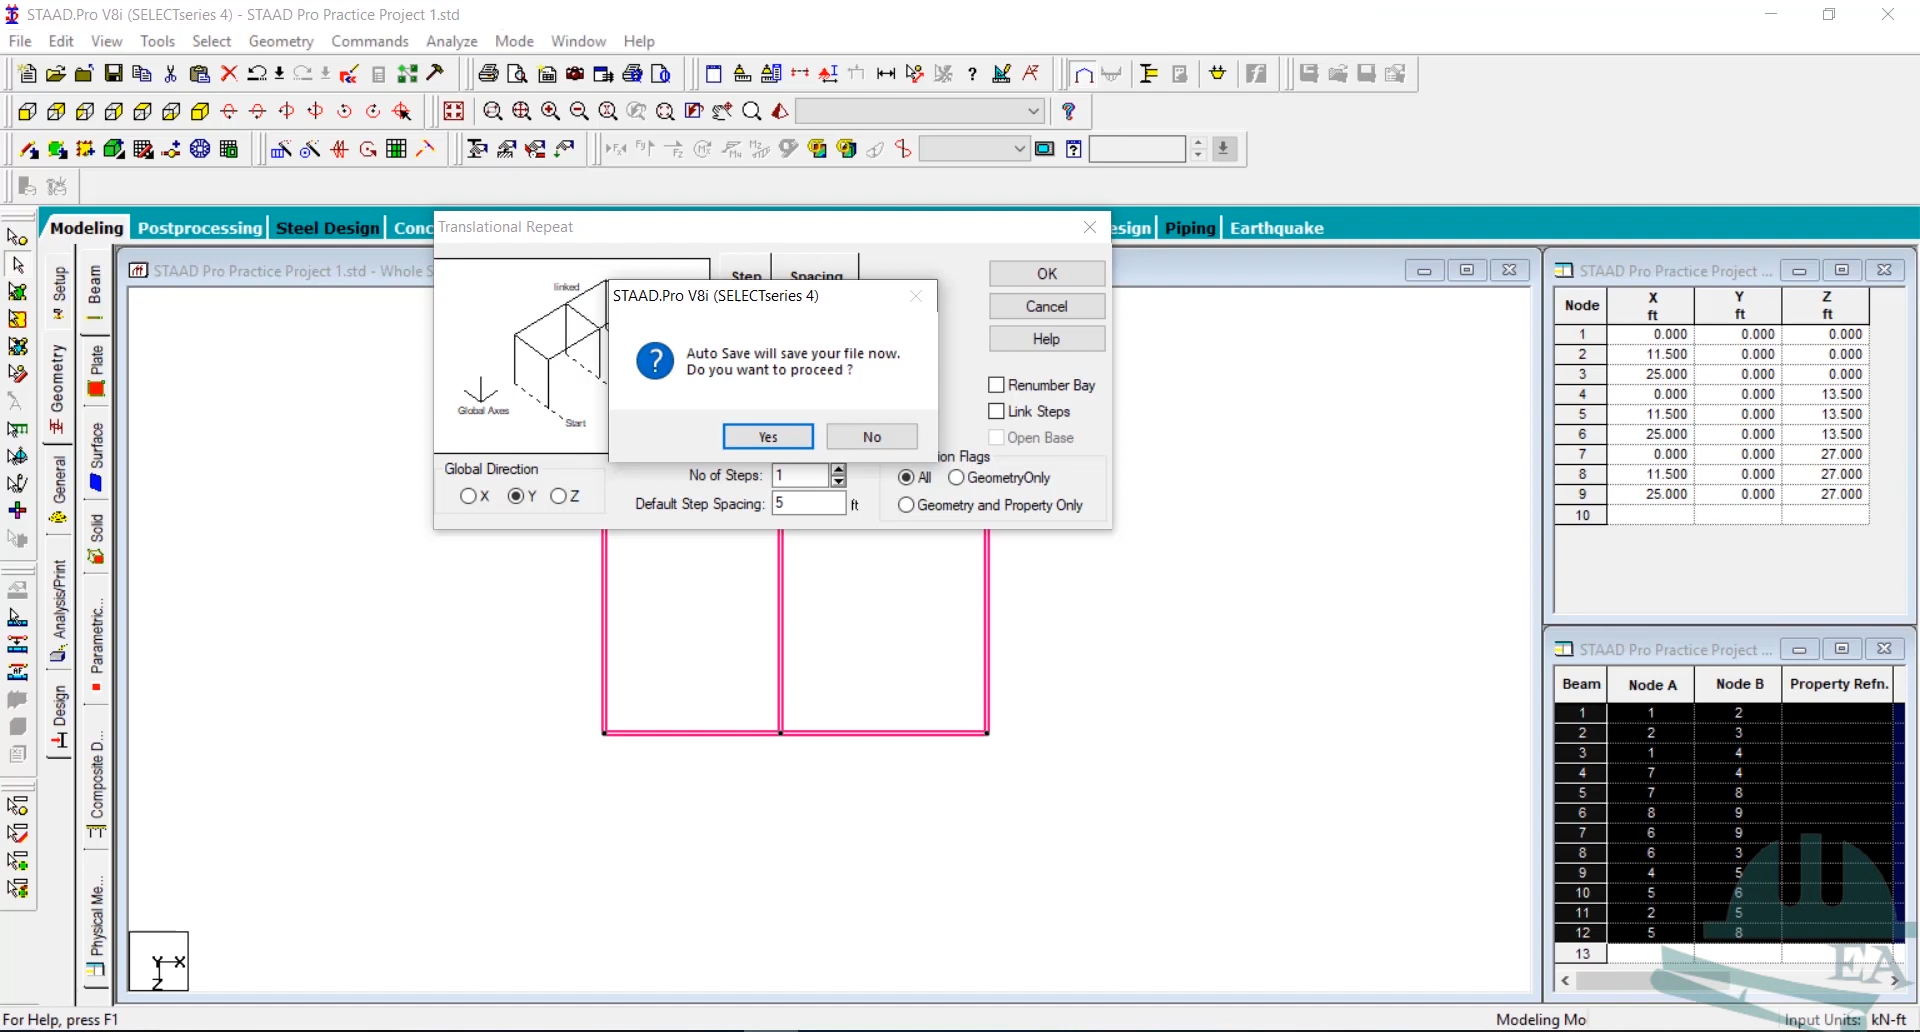 STAAD.Pro V8i (SELECTseries 4) - STAAD Pro Practice Project 1.std
File Edit View Tools Select Geometry Commands Analyze Mode Window Help
Modeling Postprocessing Steel Design Conc esign Piping Earthquake
Translational Repeat
STAAD Pro Practice Project 1.std - Whole S
Step Spacing
linked
Global Axes
Start
OK
Cancel
Help
Renumber Bay
Link Steps
Open Base
STAAD.Pro V8i (SELECTseries 4)
Auto Save will save your file now.
Do you want to proceed ?
Yes No
Global Direction
X Y Z
No of Steps: 1
Default Step Spacing: 5 ft
ion Flags
All GeometryOnly
Geometry and Property Only
Setup
Geometry
General
Analysis/Print
Design
Beam
Plate
Surface
Solid
Parametric...
Composite D...
Physical Me...
STAAD Pro Practice Project ...
Node X ft Y ft Z ft
1 0.000 0.000 0.000
2 11.500 0.000 0.000
3 25.000 0.000 0.000
4 0.000 0.000 13.500
5 11.500 0.000 13.500
6 25.000 0.000 13.500
7 0.000 0.000 27.000
8 11.500 0.000 27.000
9 25.000 0.000 27.000
10
STAAD Pro Practice Project ...
Beam Node A Node B Property Refn.
1 1 2
2 2 3
3 1 4
4 7 4
5 7 8
6 8 9
7 6 9
8 6 3
9 4 5
10 5 6
11 2 5
12 5 8
13
EA
Y X
Z
For Help, press F1
Modeling Mo
Input Units: kN-ft